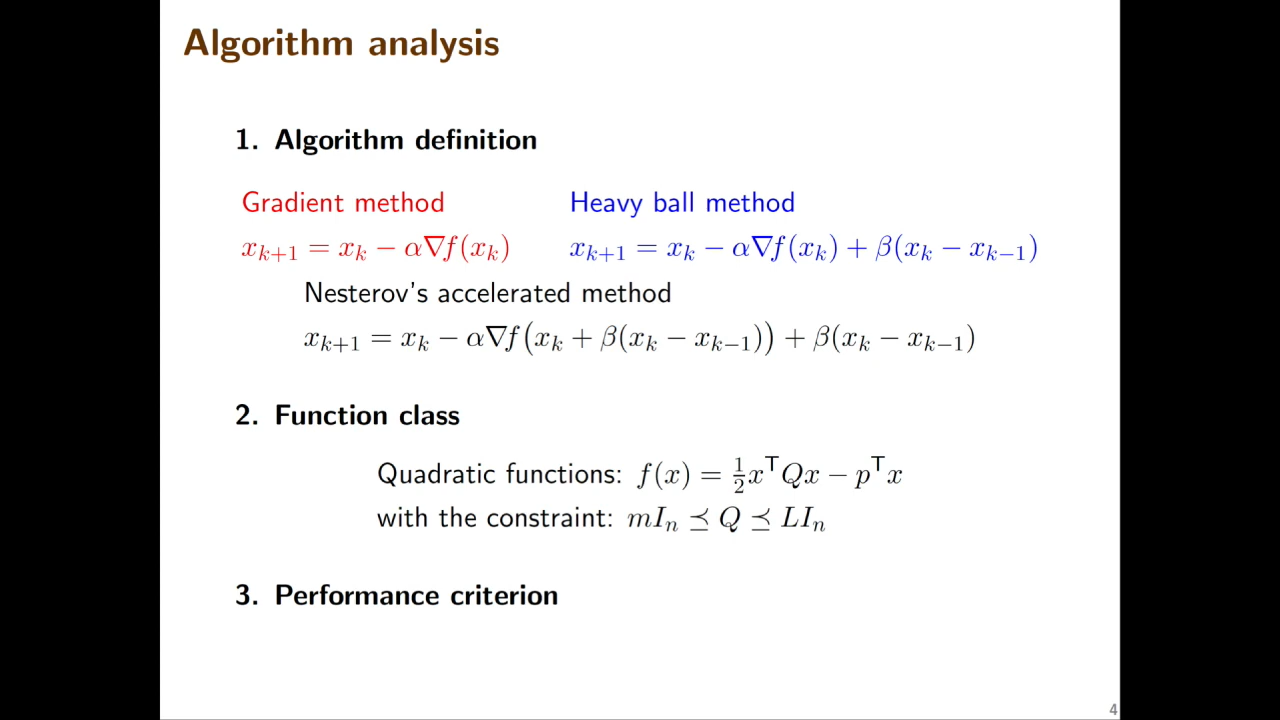 Algorithm analysis
1. Algorithm definition
Gradient method
Heavy ball method
x_{k+1} = x_k − α∇f(x_k)
x_{k+1} = x_k − α∇f(x_k) + β(x_k − x_{k−1})
Nesterov's accelerated method
x_{k+1} = x_k − α∇f(x_k + β(x_k − x_{k−1})) + β(x_k − x_{k−1})
2. Function class
Quadratic functions: f(x) = ½x^T Qx − p^T x
with the constraint: mI_n ⪯ Q ⪯ LI_n
3. Performance criterion
4